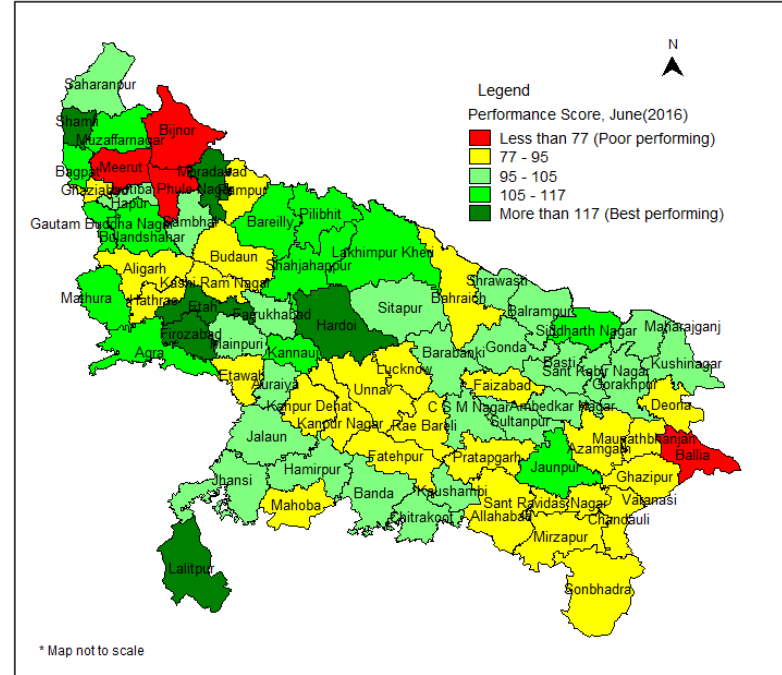 N
Legend
Performance Score, June(2016)
Less than 77 (Poor performing)
77 - 95
95 - 105
105 - 117
More than 117 (Best performing)
Saharanpur
Shamli
Muzaffarnagar
Bijnor
Bagpat
Meerut
Moradabad
Ghaziabad
Phule Nagar
Rampur
Hapur
Sambhal
Gautam Buddha Nagar
Bulandshahar
Bareilly
Pilibhit
Lakhimpur Kheri
Aligarh
Budaun
Shahjahanpur
Kashi Ram Nagar
Mathura
Hathras
Etah
Bahraich
Shrawasti
Farrukhabad
Hardoi
Sitapur
Balrampur
Firozabad
Siddharth Nagar
Maharajganj
Mainpuri
Agra
Kannauj
Barabanki
Gonda
Basti
Sant Kabir Nagar
Kushinagar
Etawah
Auraiya
Lucknow
Unnav
Faizabad
Gorakhpur
Kanpur Dehat
C S M Nagar
Ambedkar Nagar
Deoria
Kanpur Nagar
Rae Bareli
Sultanpur
Jalaun
Azamgarh
Maunathbhanjan
Ballia
Fatehpur
Pratapgarh
Jaunpur
Ghazipur
Jhansi
Hamirpur
Banda
Kaushambi
Mahoba
Chitrakoot
Sant Ravidas Nagar
Varanasi
Allahabad
Chandauli
Mirzapur
Lalitpur
Sonbhadra
* Map not to scale